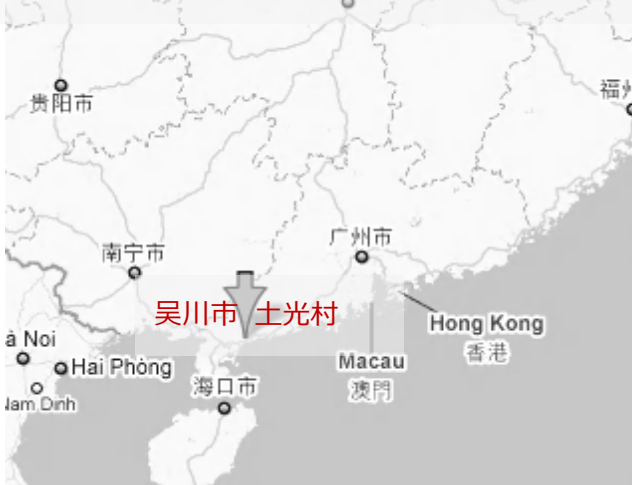 贵阳市
福州
南宁市
广州市
吴川市 土光村
Hong Kong
香港
à Noi
Hai Phòng
Macau
澳門
海口市
Nam Dinh